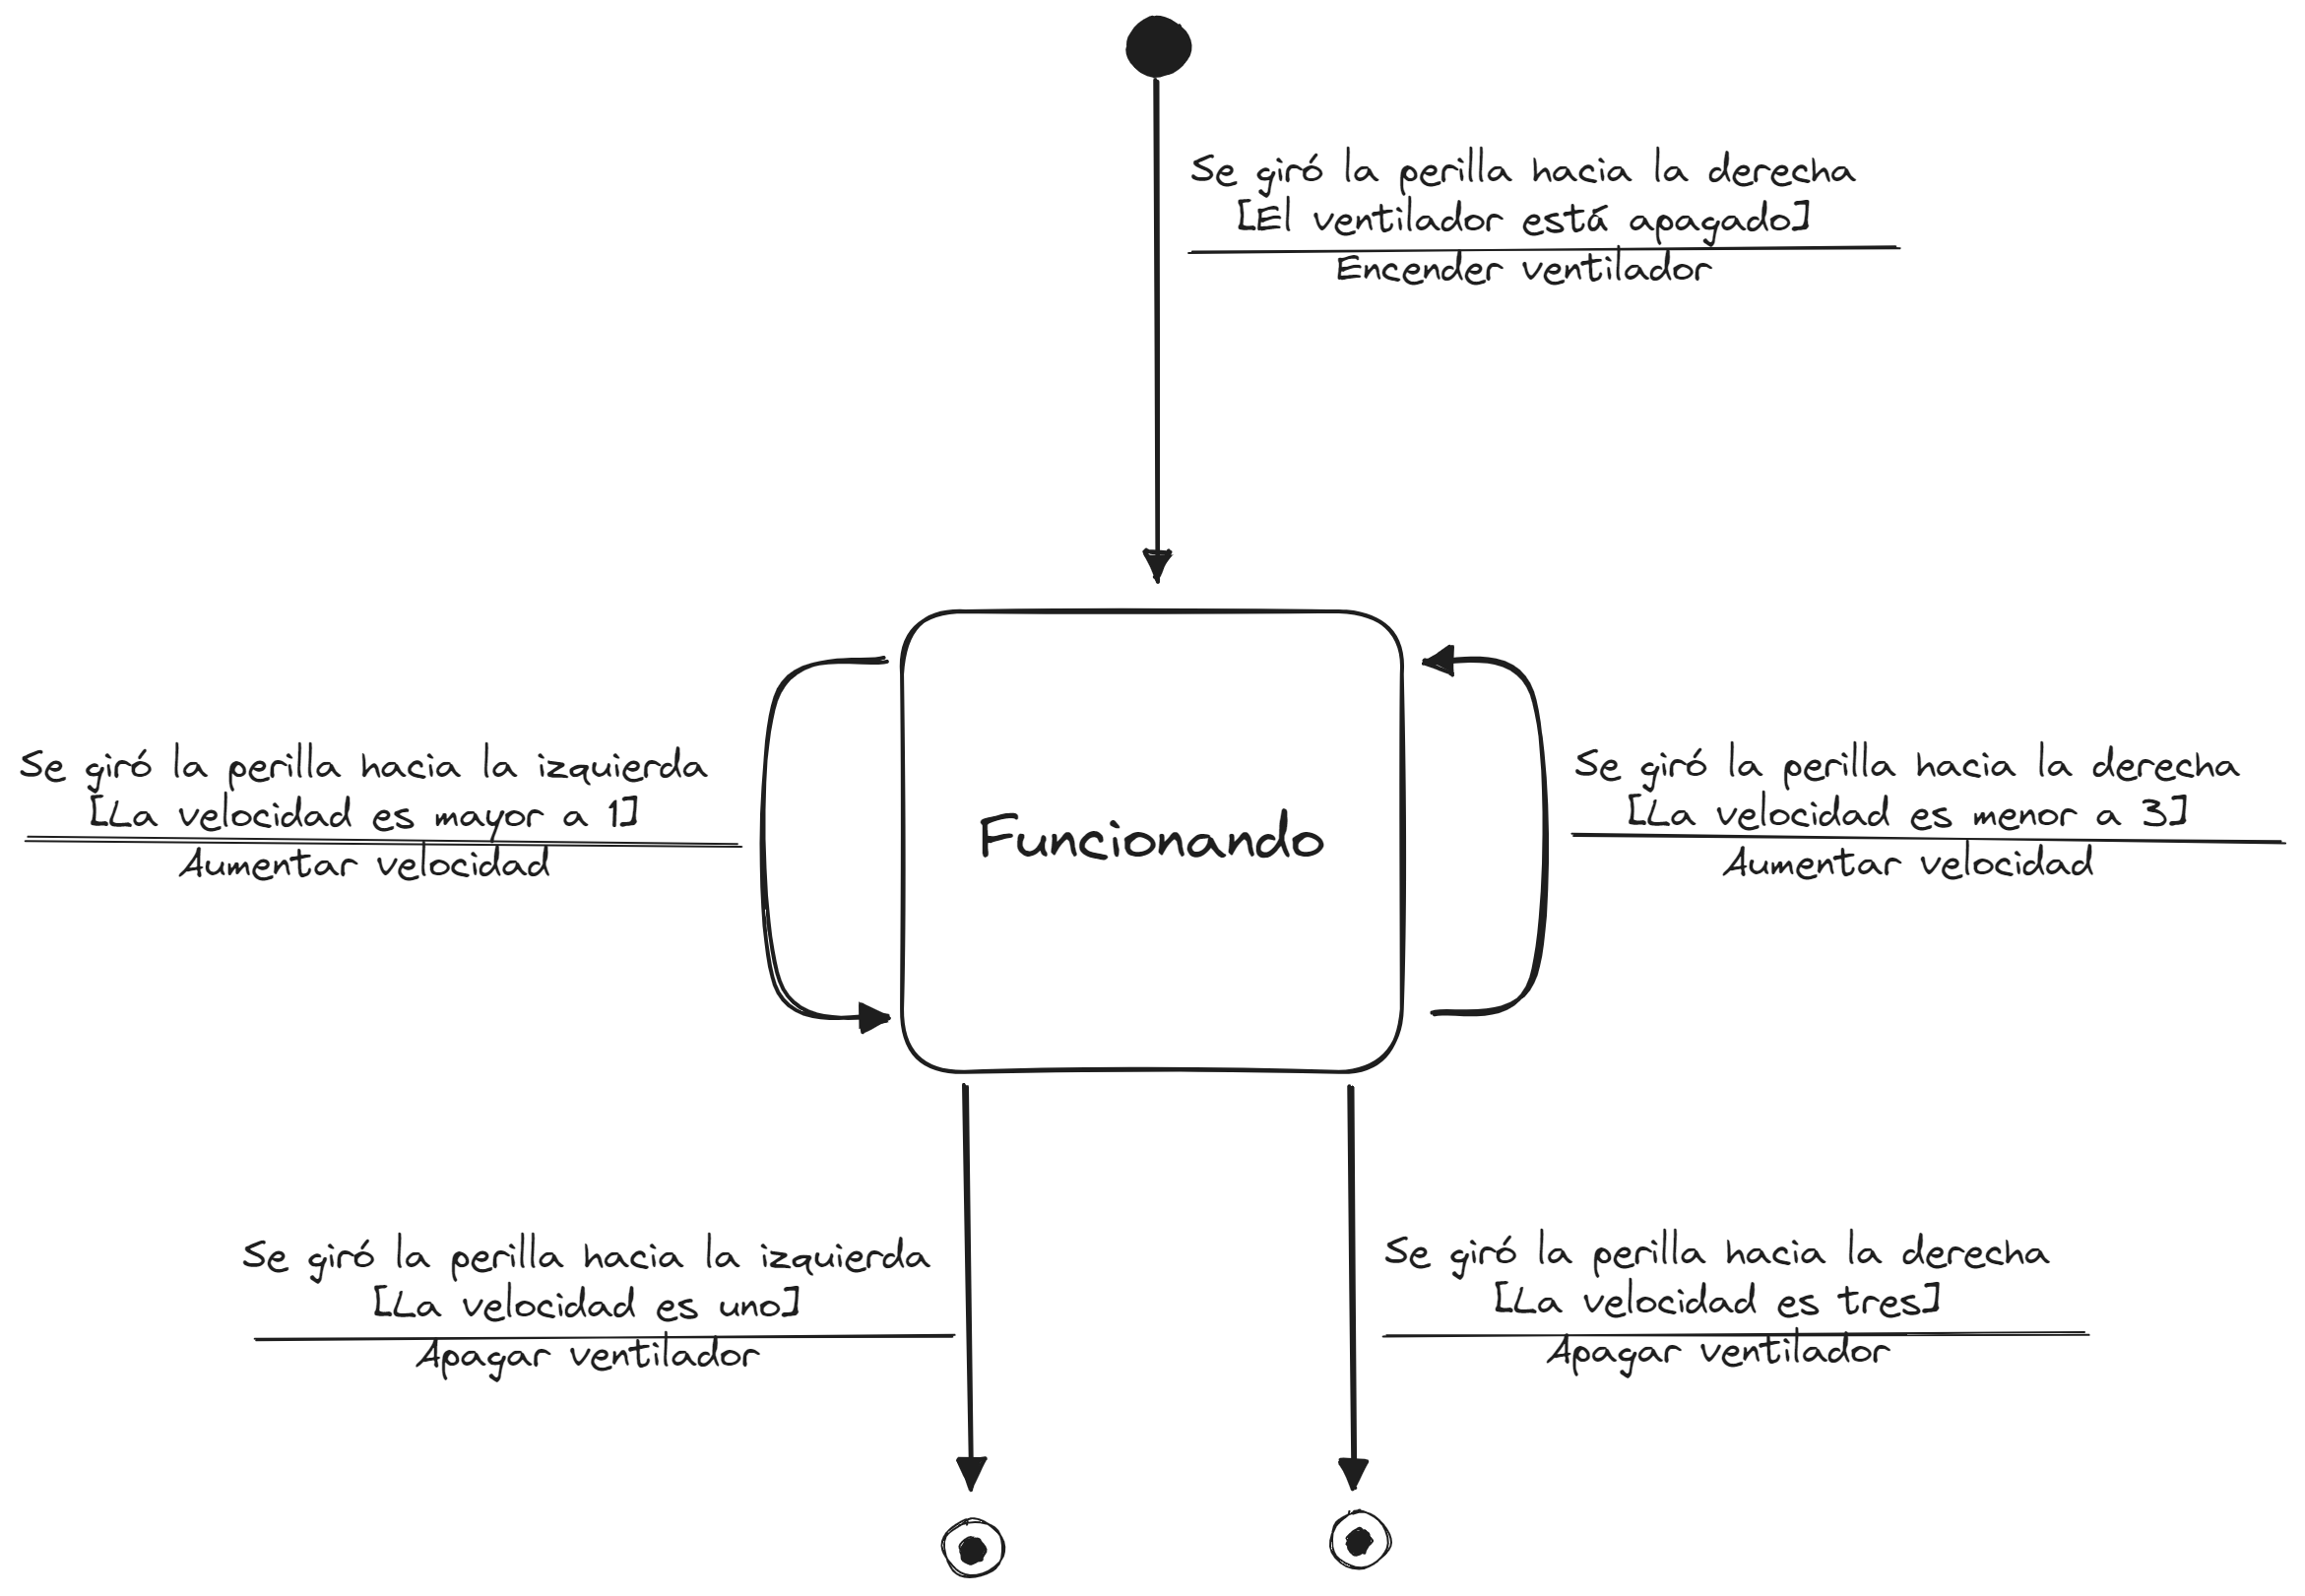 Se giró la perilla hacia la derecha
[El ventilador está apagado]
Encender ventilador
Se giró la perilla hacia la izquierda
[La velocidad es mayor a 1]
Aumentar velocidad
Funcionando
Se giró la perilla hacia la derecha
[La velocidad es menor a 3]
Aumentar velocidad
Se giró la perilla hacia la izquierda
[La velocidad es uno]
Apagar ventilador
Se giró la perilla hacia la derecha
[La velocidad es tres]
Apagar ventilador